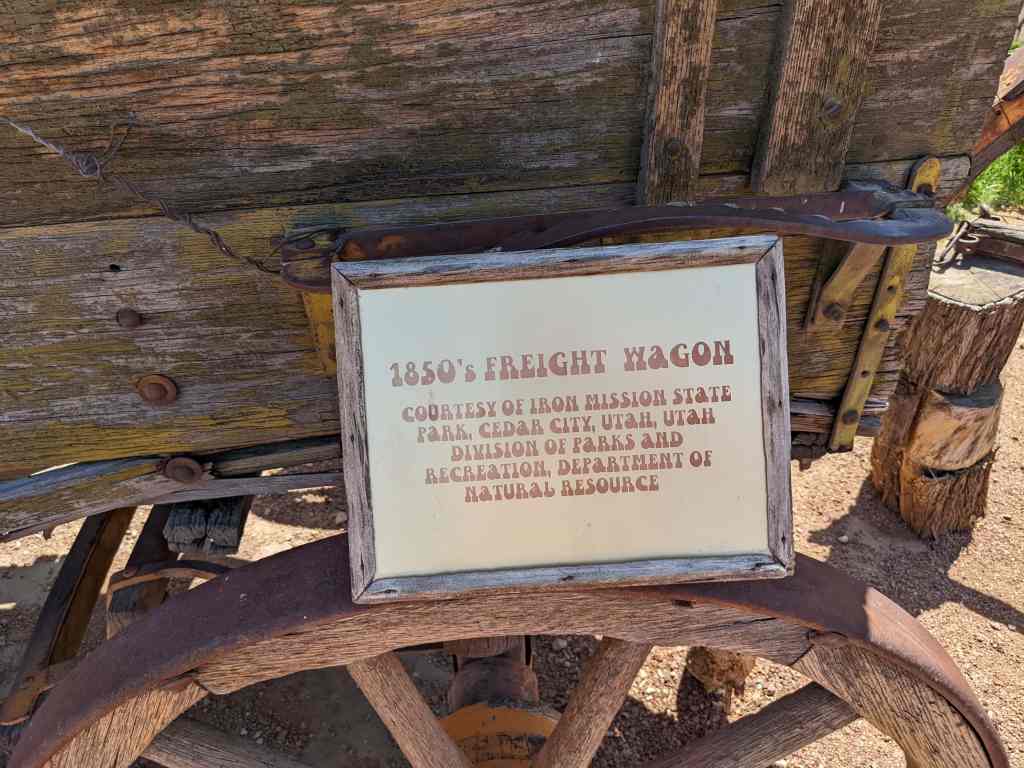 1850's FREIGHT WAGON
COURTESY OF IRON MISSION STATE
PARK, CEDAR CITY, UTAH, UTAH
DIVISION OF PARKS AND
RECREATION, DEPARTMENT OF
NATURAL RESOURCE